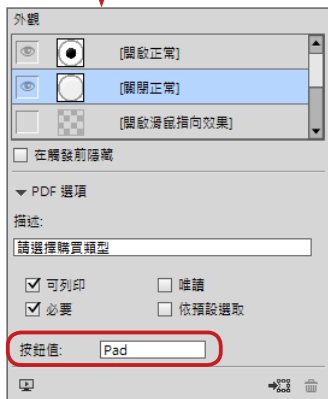 外觀
[開啟正常]
[關閉正常]
[開啟滑鼠指向效果]
在觸發前隱藏
PDF 選項
描述:
請選擇購買類型
可列印 唯讀
必要 依預設選取
按鈕值: Pad